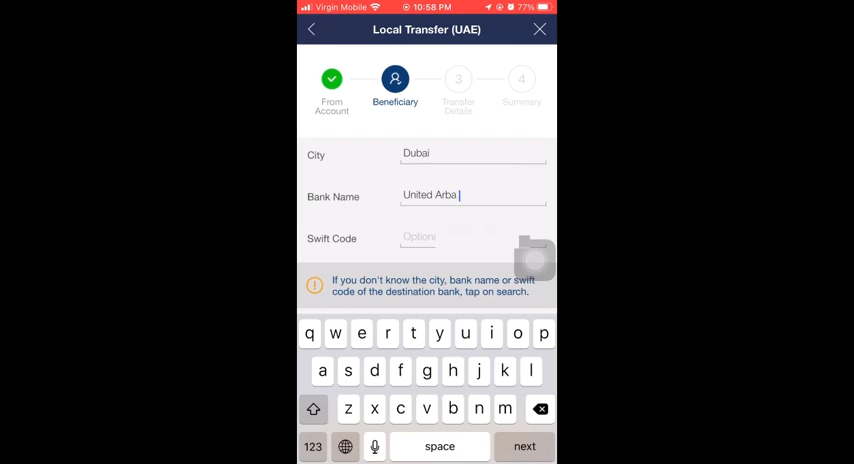 Virgin Mobile 10:58 PM 77%
Local Transfer (UAE)
3 4
From Account
Beneficiary
Transfer Details
Summary
City Dubai
Bank Name United Arba
Swift Code Optiona
If you don't know the city, bank name or swift
code of the destination bank, tap on search.
q w e r t y u i o p
a s d f g h j k l
z x c v b n m
123 space next